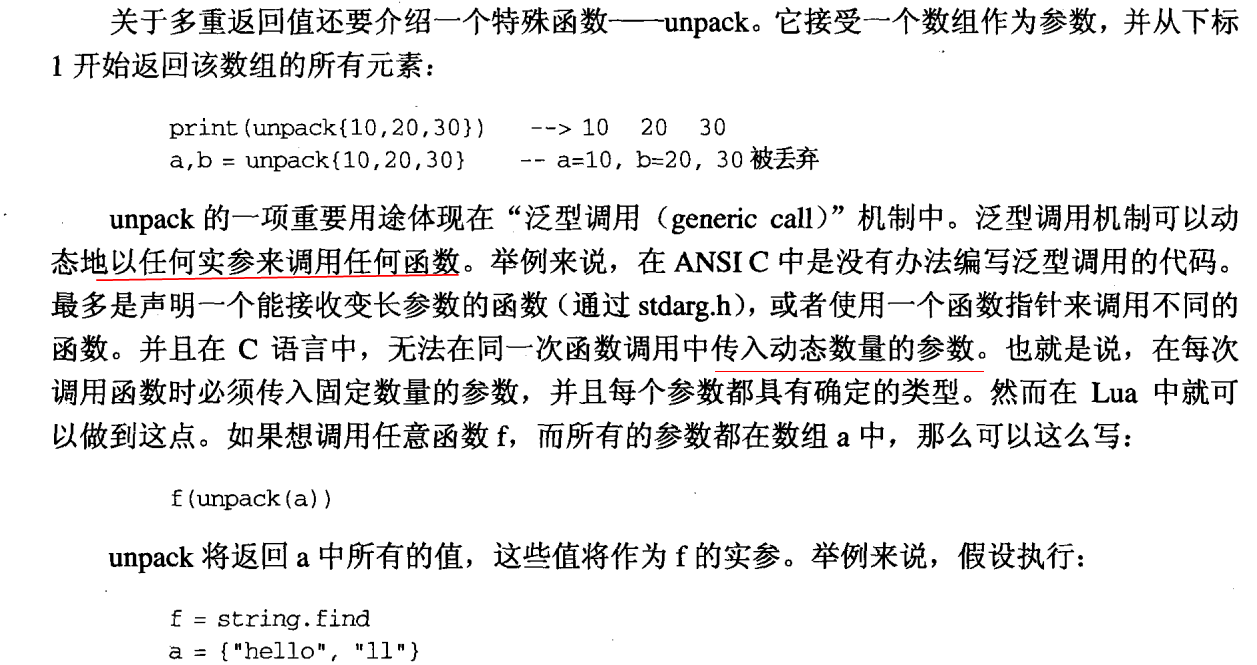 关于多重返回值还要介绍一个特殊函数——unpack。它接受一个数组作为参数，并从下标
1 开始返回该数组的所有元素：
print(unpack{10,20,30})   --> 10   20   30
a,b = unpack{10,20,30}    -- a=10, b=20, 30 被丢弃
unpack 的一项重要用途体现在“泛型调用（generic call）”机制中。泛型调用机制可以动
态地以任何实参来调用任何函数。举例来说，在 ANSI C 中是没有办法编写泛型调用的代码。
最多是声明一个能接收变长参数的函数（通过 stdarg.h），或者使用一个函数指针来调用不同的
函数。并且在 C 语言中，无法在同一次函数调用中传入动态数量的参数。也就是说，在每次
调用函数时必须传入固定数量的参数，并且每个参数都具有确定的类型。然而在 Lua 中就可
以做到这点。如果想调用任意函数 f，而所有的参数都在数组 a 中，那么可以这么写：
f(unpack(a))
unpack 将返回 a 中所有的值，这些值将作为 f 的实参。举例来说，假设执行：
f = string.find
a = {"hello", "ll"}